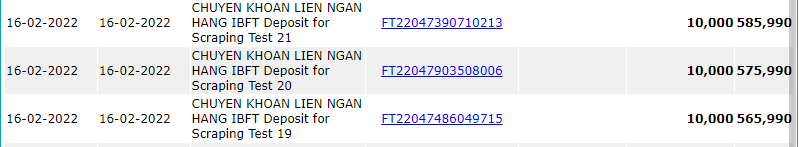 CHUYEN KHOAN LIEN NGAN
16-02-2022 16-02-2022 HANG IBFT Deposit for FT22047390710213 10,000 585,990
Scraping Test 21
CHUYEN KHOAN LIEN NGAN
16-02-2022 16-02-2022 HANG IBFT Deposit for FT22047903508006 10,000 575,990
Scraping Test 20
CHUYEN KHOAN LIEN NGAN
16-02-2022 16-02-2022 HANG IBFT Deposit for FT22047486049715 10,000 565,990
Scraping Test 19